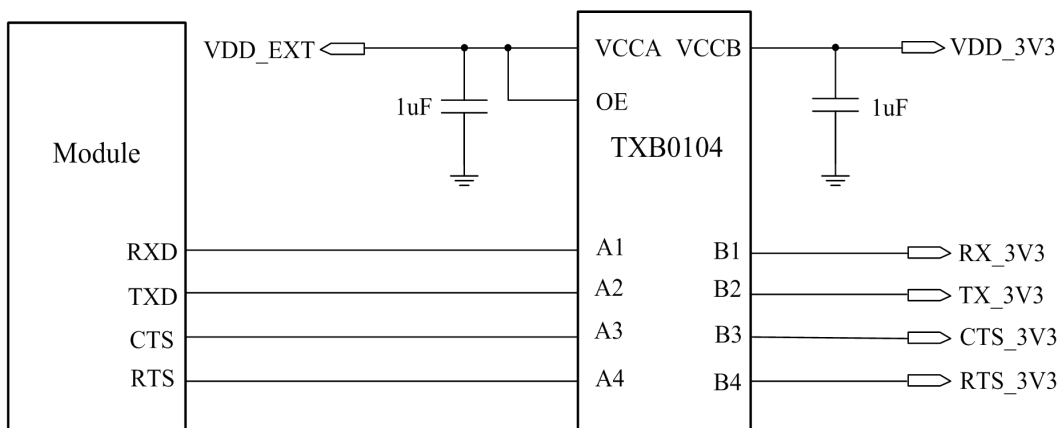 VDD_EXT
VCCA VCCB
VDD_3V3
1uF
OE
1uF
Module
TXB0104
RXD
A1
B1
RX_3V3
TXD
A2
B2
TX_3V3
CTS
A3
B3
CTS_3V3
RTS
A4
B4
RTS_3V3